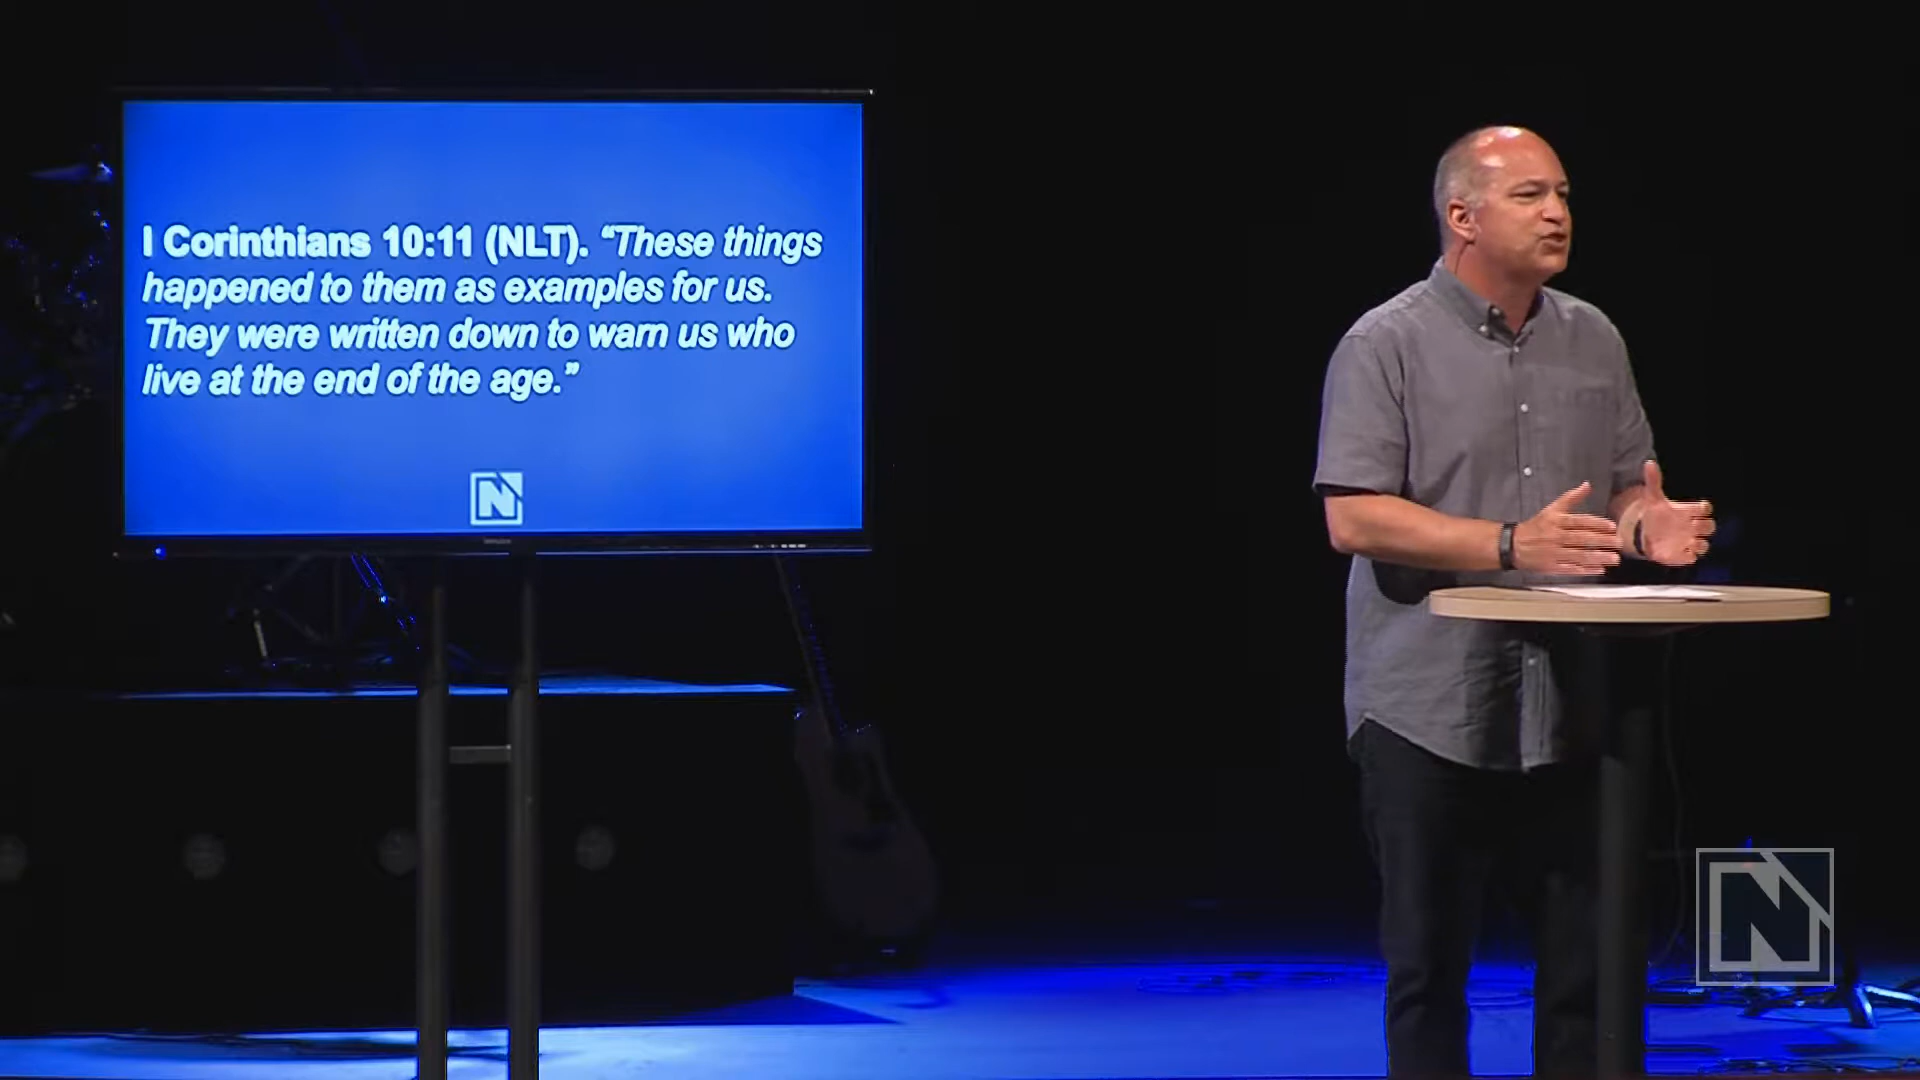 I Corinthians 10:11 (NLT). “These things
happened to them as examples for us.
They were written down to warn us who
live at the end of the age.”
N
N